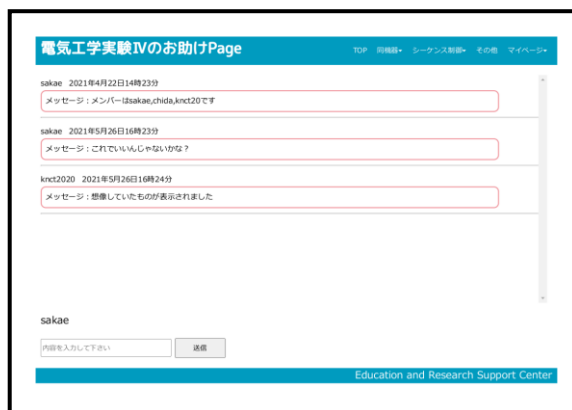 電気工学実験IVのお助けPage
TOP 同機器▾ シーケンス制御▾ その他 マイページ▾
sakae 2021年4月22日14時23分
メッセージ：メンバーはsakae,chida,knct20です
sakae 2021年5月26日16時23分
メッセージ：これでいいんじゃないかな？
knct2020 2021年5月26日16時24分
メッセージ：想像していたものが表示されました
sakae
内容を入力して下さい 送信
Education and Research Support Center